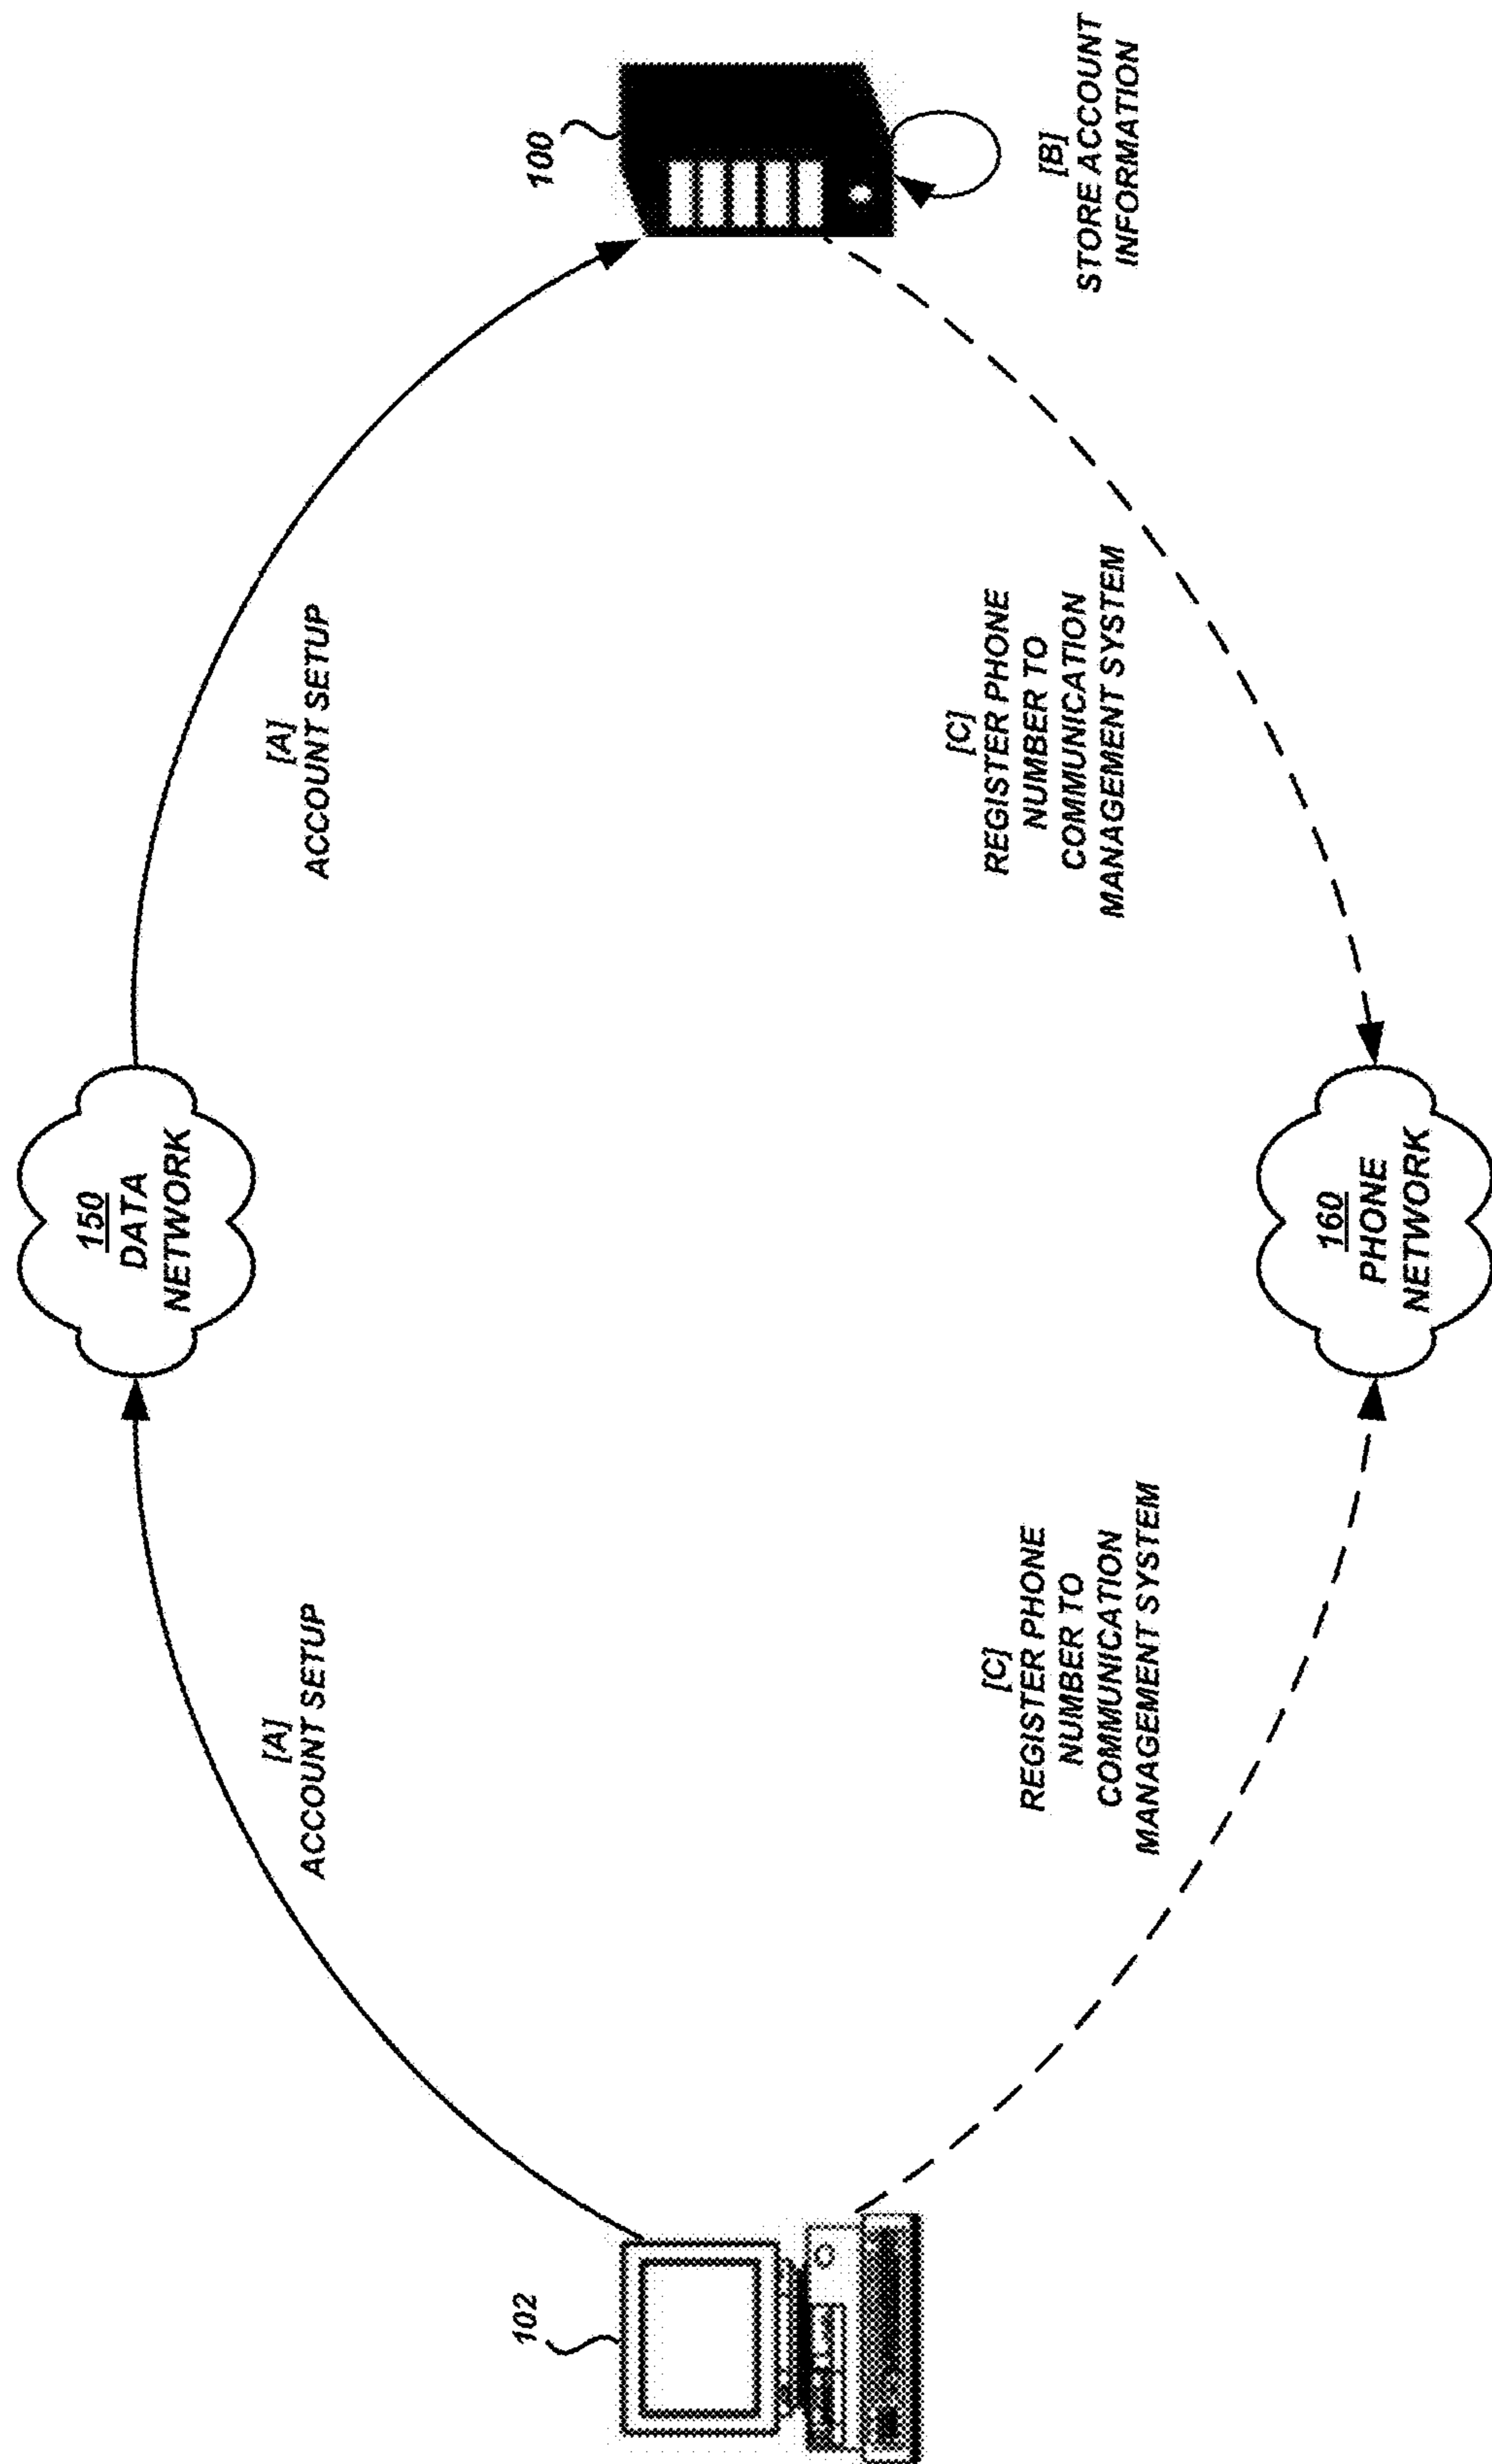 150
DATA
NETWORK
[A]
ACCOUNT SETUP
[A]
ACCOUNT SETUP
102
100
[B]
STORE ACCOUNT
INFORMATION
[C]
REGISTER PHONE
NUMBER TO
COMMUNICATION
MANAGEMENT SYSTEM
[C]
REGISTER PHONE
NUMBER TO
COMMUNICATION
MANAGEMENT SYSTEM
160
PHONE
NETWORK